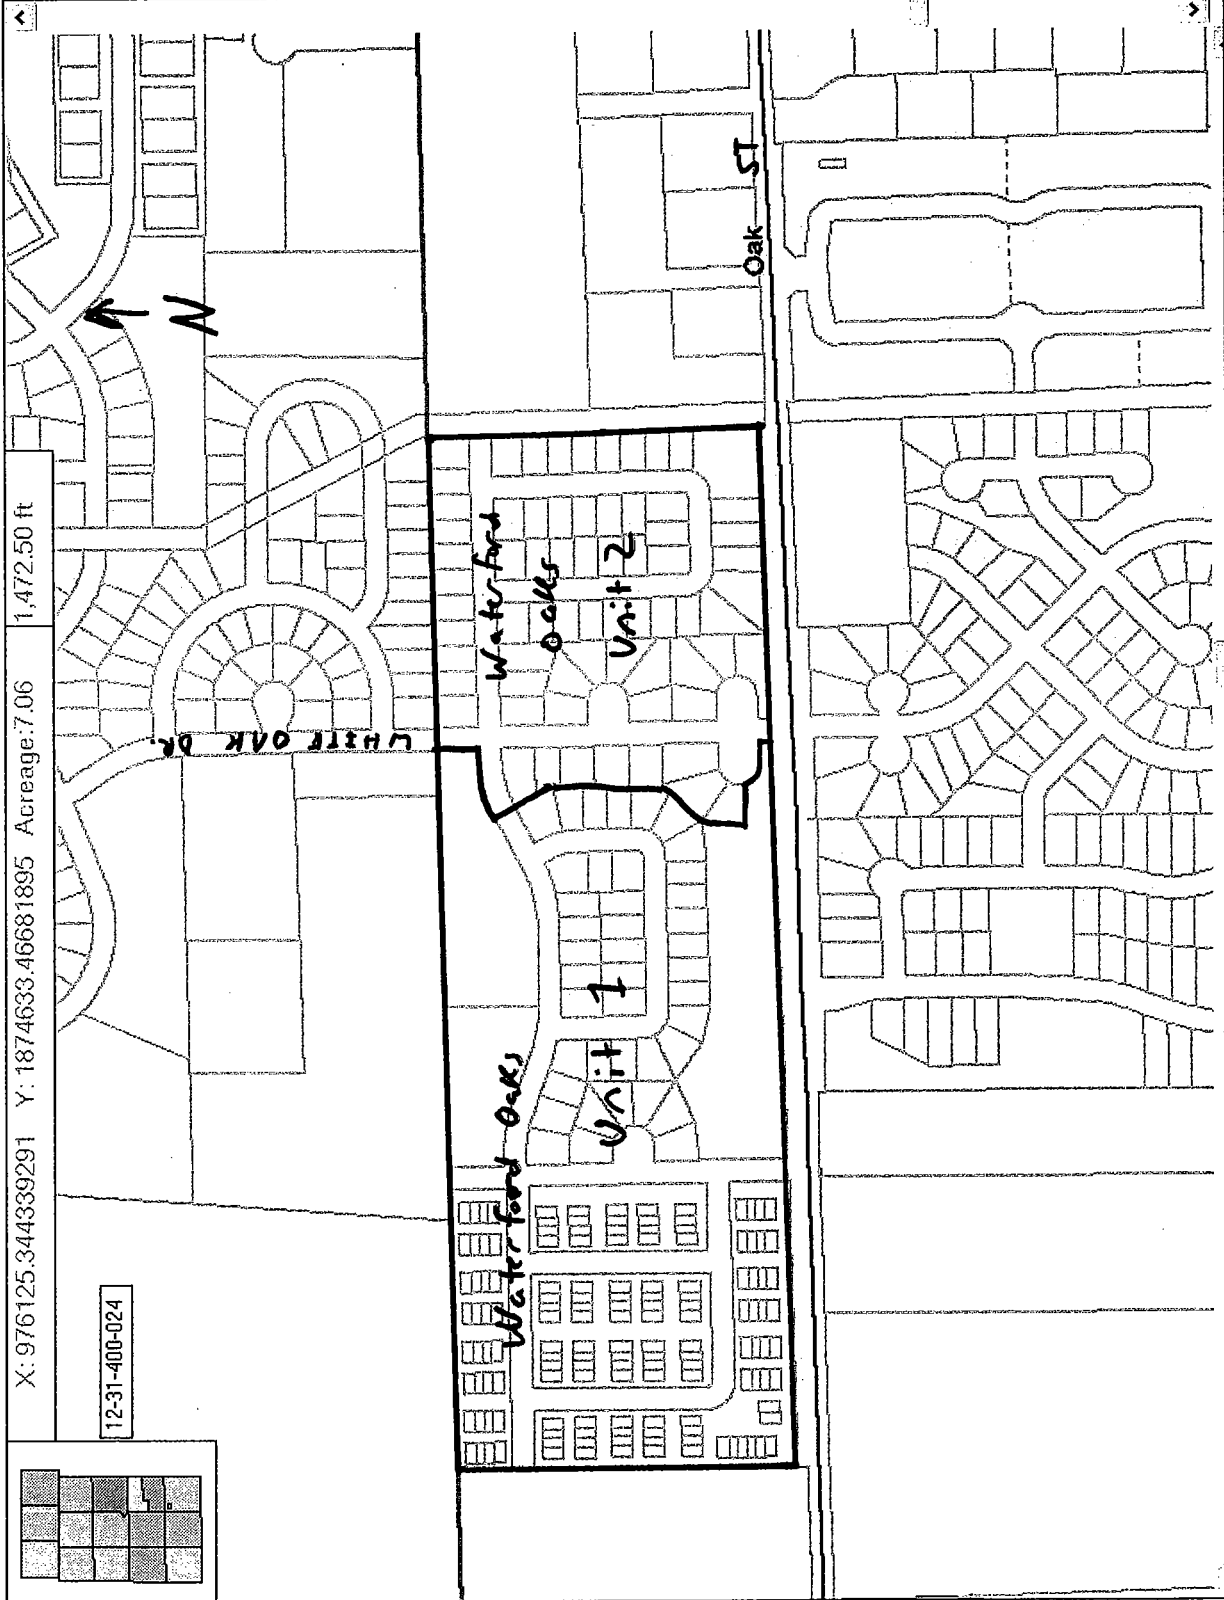 X: 976125.344339291 Y: 1874633.46681895 Acreage:7.06 1,472.50 ft
12-31-400-024
N
WHITE OAK DR.
Waterford
Oaks
Unit 2
Waterford Oaks
Unit 1
Oak ST